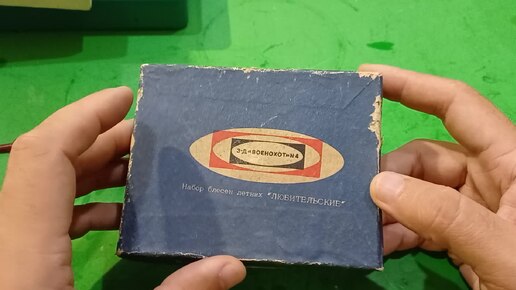 З-Д«ВОЕНОХОТ»№4
Набор блесен летних "ЛЮБИТЕЛЬСКИЕ"